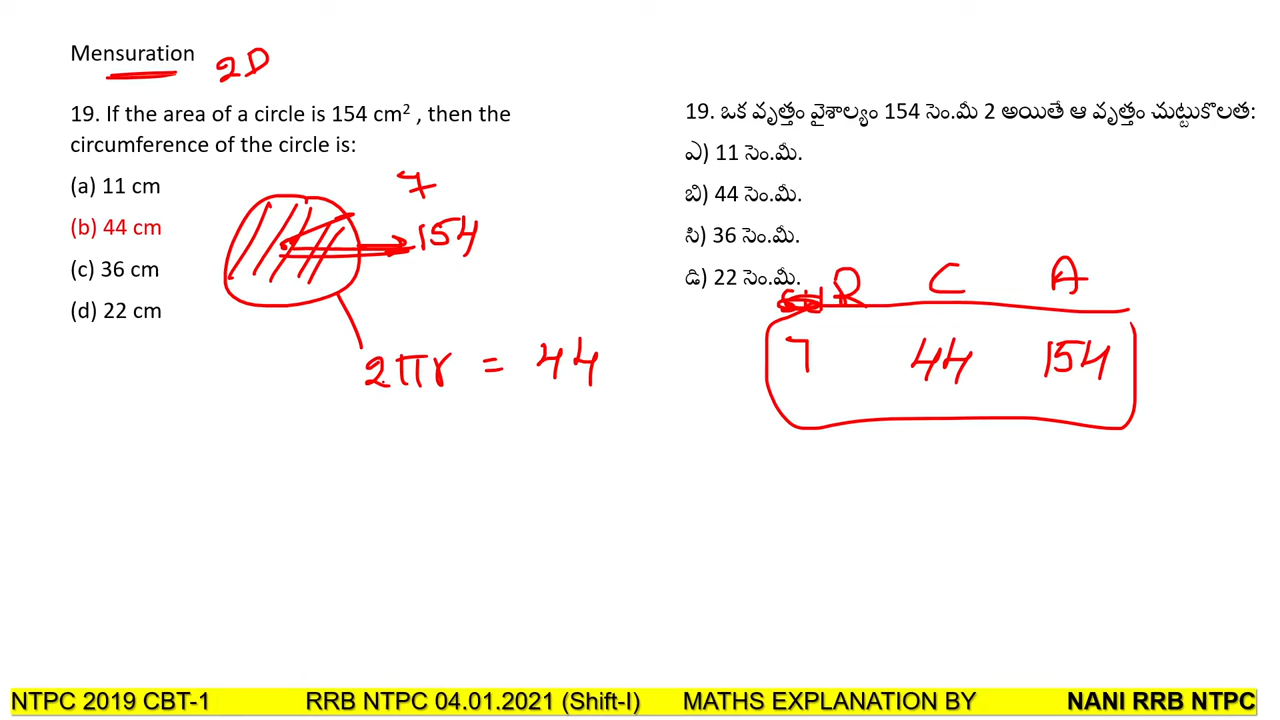 Mensuration
2D
19. If the area of a circle is 154 cm², then the
circumference of the circle is:
(a) 11 cm
(b) 44 cm
(c) 36 cm
(d) 22 cm
7
154
2πr = 44
19. ఒక వృత్తం వైశాల్యం 154 సెం.మీ 2 అయితే ఆ వృత్తం చుట్టుకొలత:
ఎ) 11 సెం.మీ.
బి) 44 సెం.మీ.
సి) 36 సెం.మీ.
డి) 22 సెం.మీ.
R C A
7 44 154
NTPC 2019 CBT-1 RRB NTPC 04.01.2021 (Shift-I) MATHS EXPLANATION BY NANI RRB NTPC